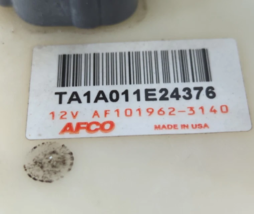 TA1A011E24376
12V AF101962-3140
AFCO MADE IN USA